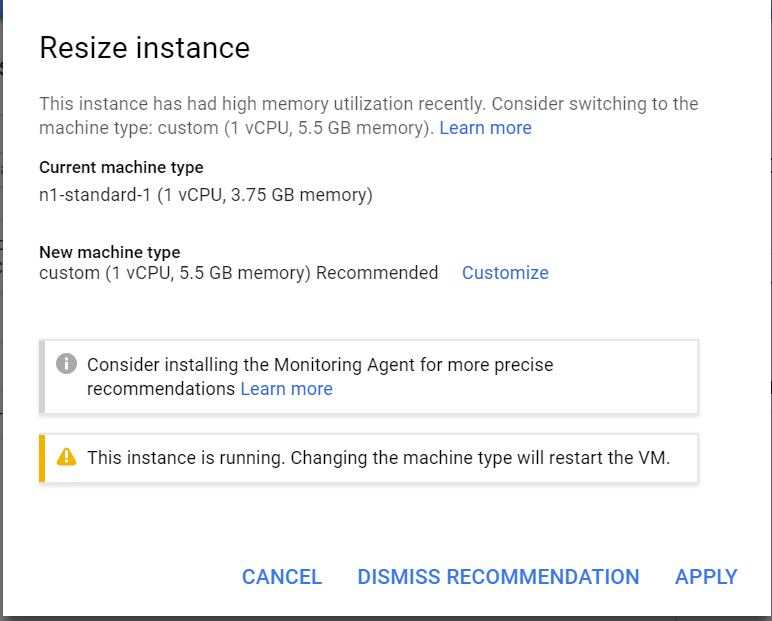 Resize instance
This instance has had high memory utilization recently. Consider switching to the
machine type: custom (1 vCPU, 5.5 GB memory). Learn more
Current machine type
n1-standard-1 (1 vCPU, 3.75 GB memory)
New machine type
custom (1 vCPU, 5.5 GB memory) Recommended Customize
Consider installing the Monitoring Agent for more precise
recommendations Learn more
This instance is running. Changing the machine type will restart the VM.
CANCEL DISMISS RECOMMENDATION APPLY